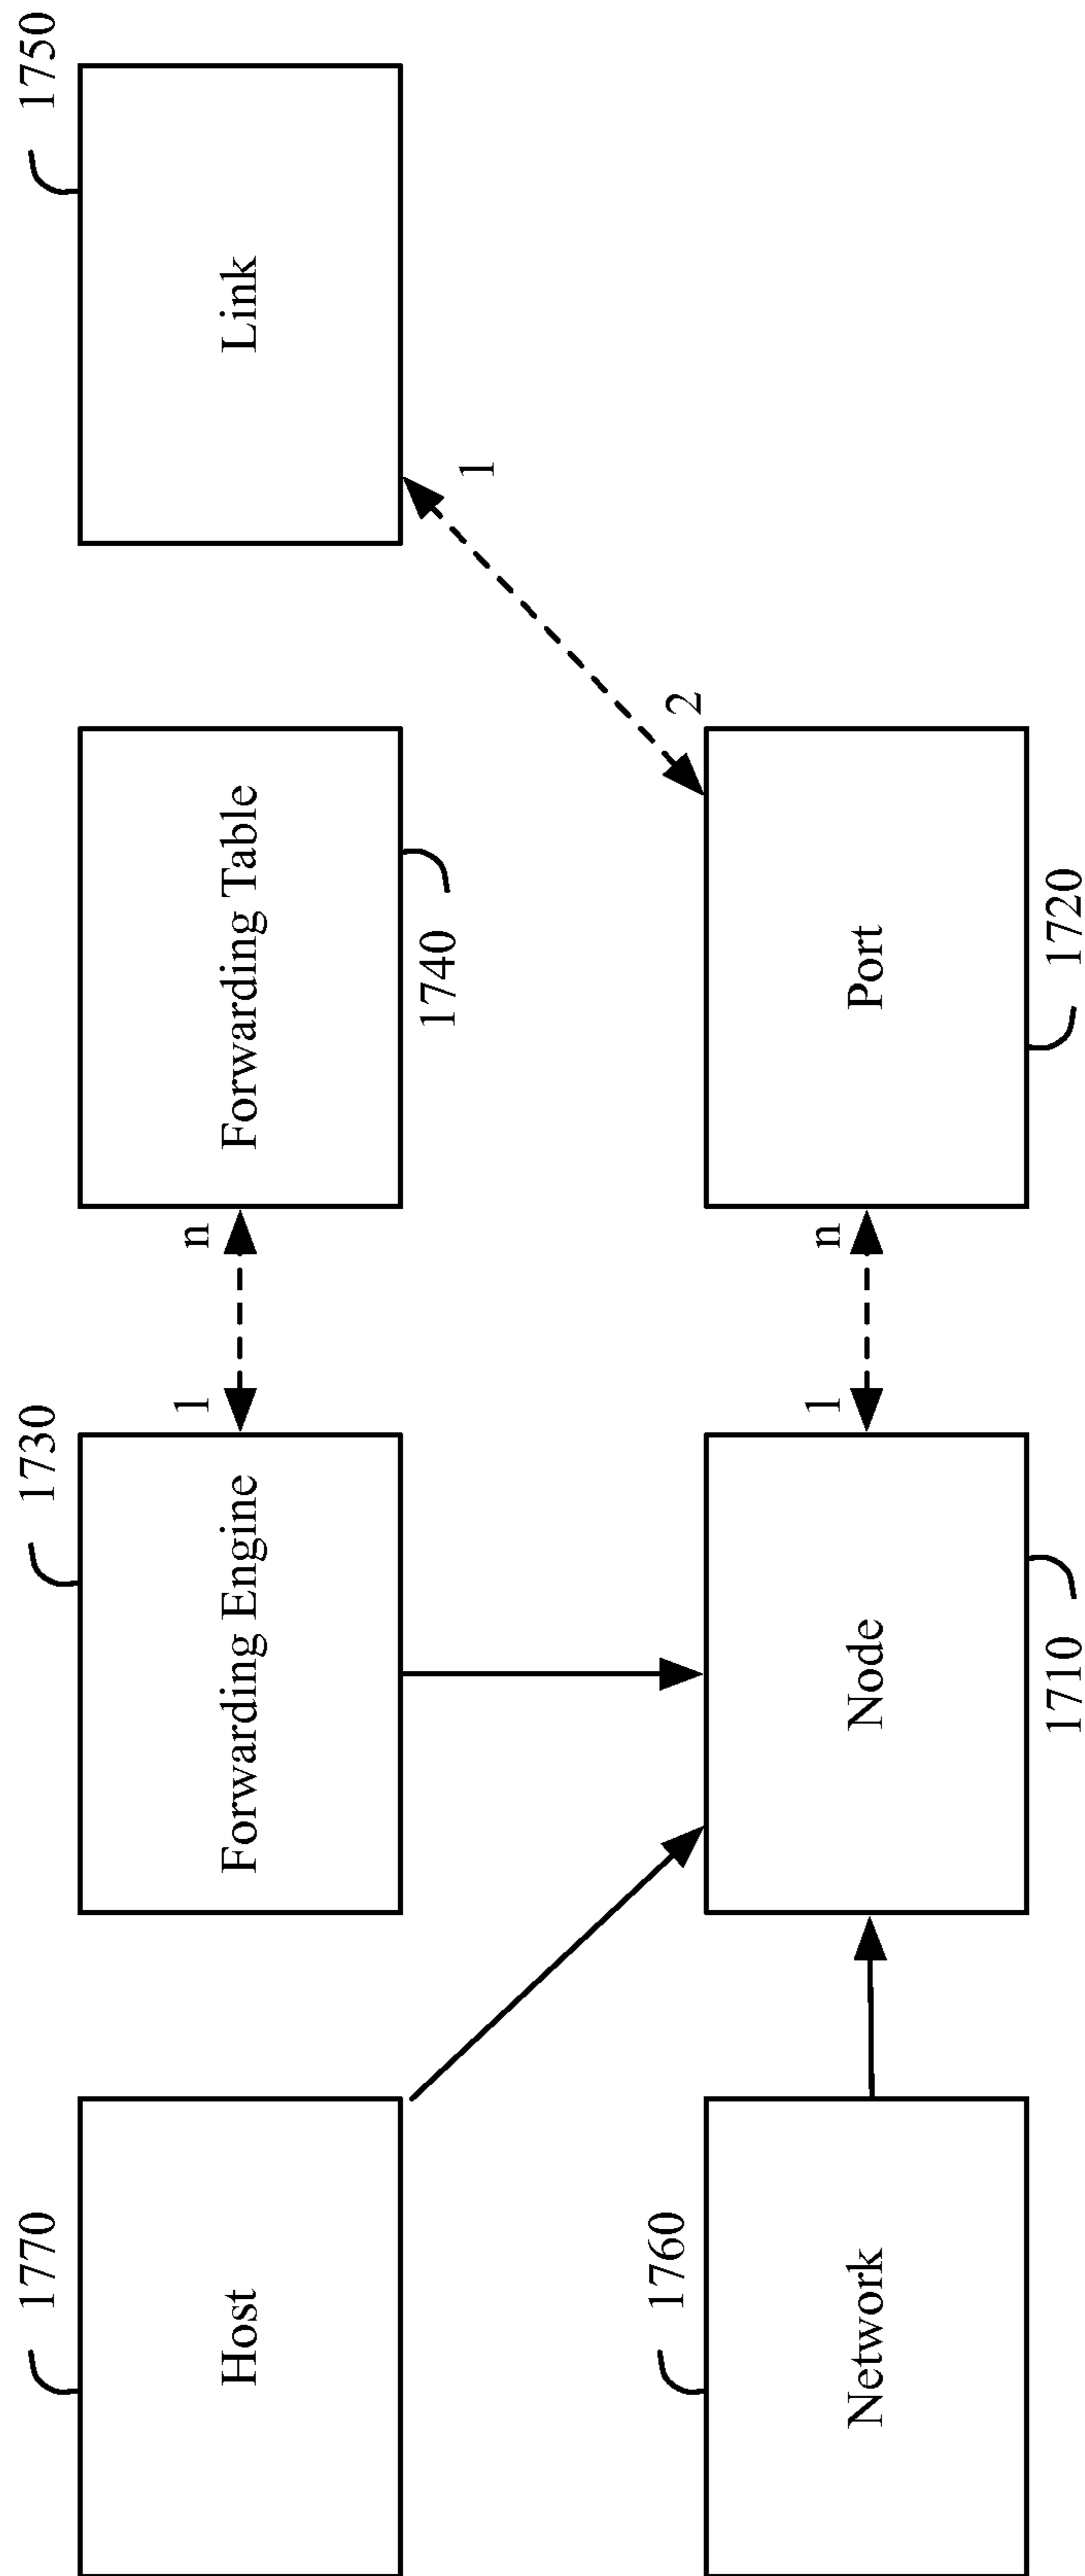 1770
1730
1750
Host
Forwarding Engine
1
n
Forwarding Table
Link
1740
1
2
1760
Network
Node
1
n
Port
1710
1720